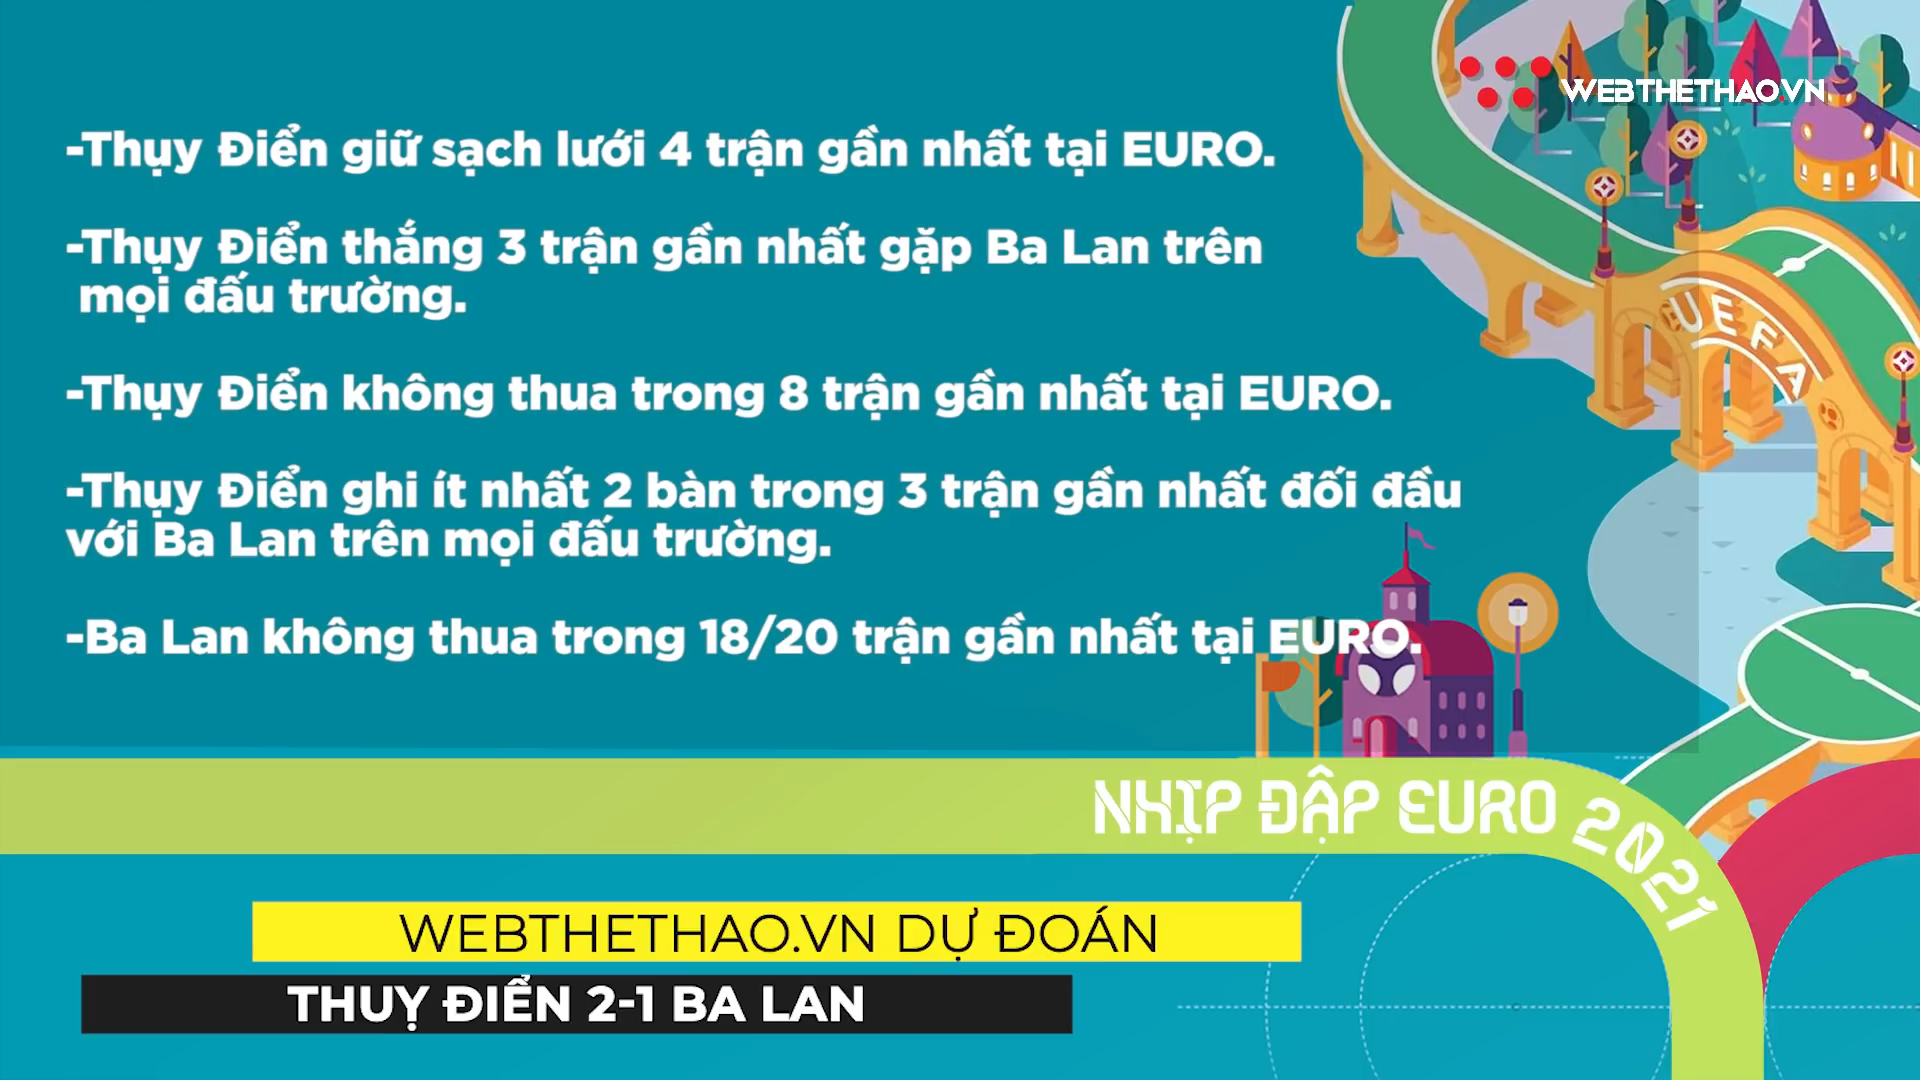 WEBTHETHAO.VN
-Thụy Điển giữ sạch lưới 4 trận gần nhất tại EURO.
-Thụy Điển thắng 3 trận gần nhất gặp Ba Lan trên
mọi đấu trường.
UEFA
-Thụy Điển không thua trong 8 trận gần nhất tại EURO.
-Thụy Điển ghi ít nhất 2 bàn trong 3 trận gần nhất đối đầu
với Ba Lan trên mọi đấu trường.
-Ba Lan không thua trong 18/20 trận gần nhất tại EURO.
NHỊP ĐẬP EURO 2021
WEBTHETHAO.VN DỰ ĐOÁN
THUỴ ĐIỂN 2-1 BA LAN